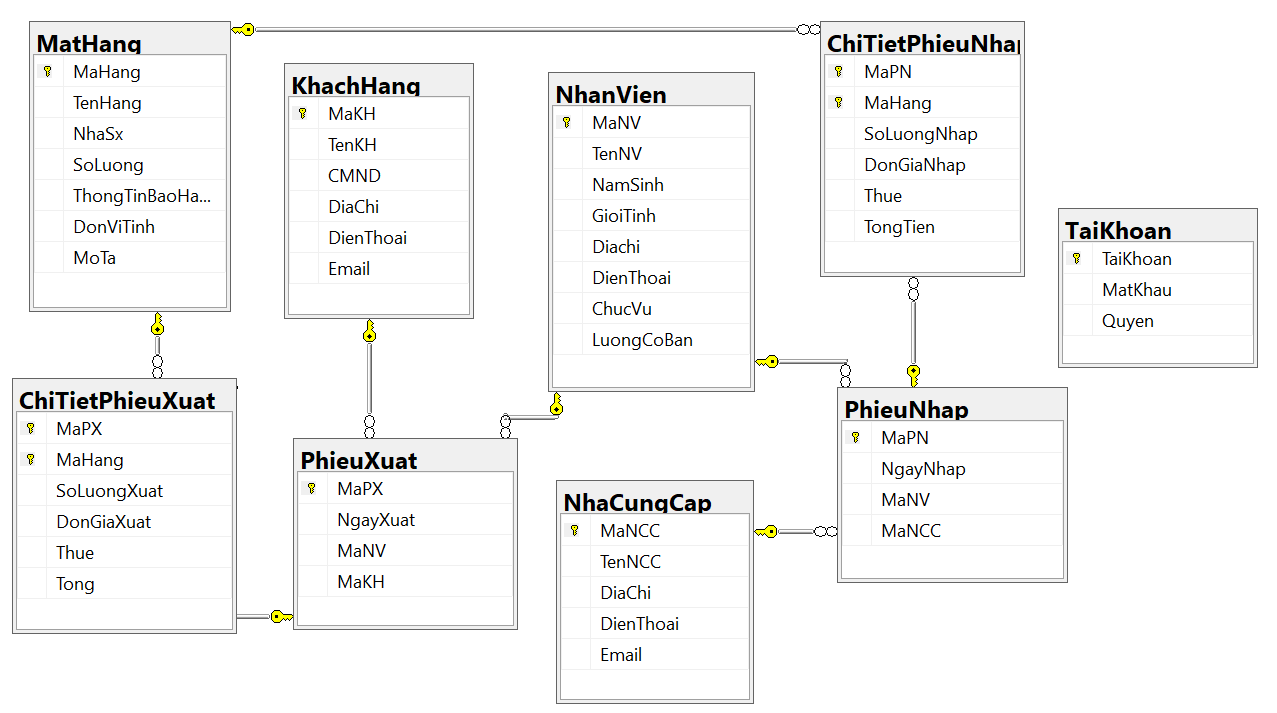 MatHang
MaHang
TenHang
NhaSx
SoLuong
ThongTinBaoHa...
DonViTinh
MoTa
KhachHang
MaKH
TenKH
CMND
DiaChi
DienThoai
Email
NhanVien
MaNV
TenNV
NamSinh
GioiTinh
Diachi
DienThoai
ChucVu
LuongCoBan
ChiTietPhieuNhap
MaPN
MaHang
SoLuongNhap
DonGiaNhap
Thue
TongTien
TaiKhoan
TaiKhoan
MatKhau
Quyen
ChiTietPhieuXuat
MaPX
MaHang
SoLuongXuat
DonGiaXuat
Thue
Tong
PhieuXuat
MaPX
NgayXuat
MaNV
MaKH
NhaCungCap
MaNCC
TenNCC
DiaChi
DienThoai
Email
PhieuNhap
MaPN
NgayNhap
MaNV
MaNCC